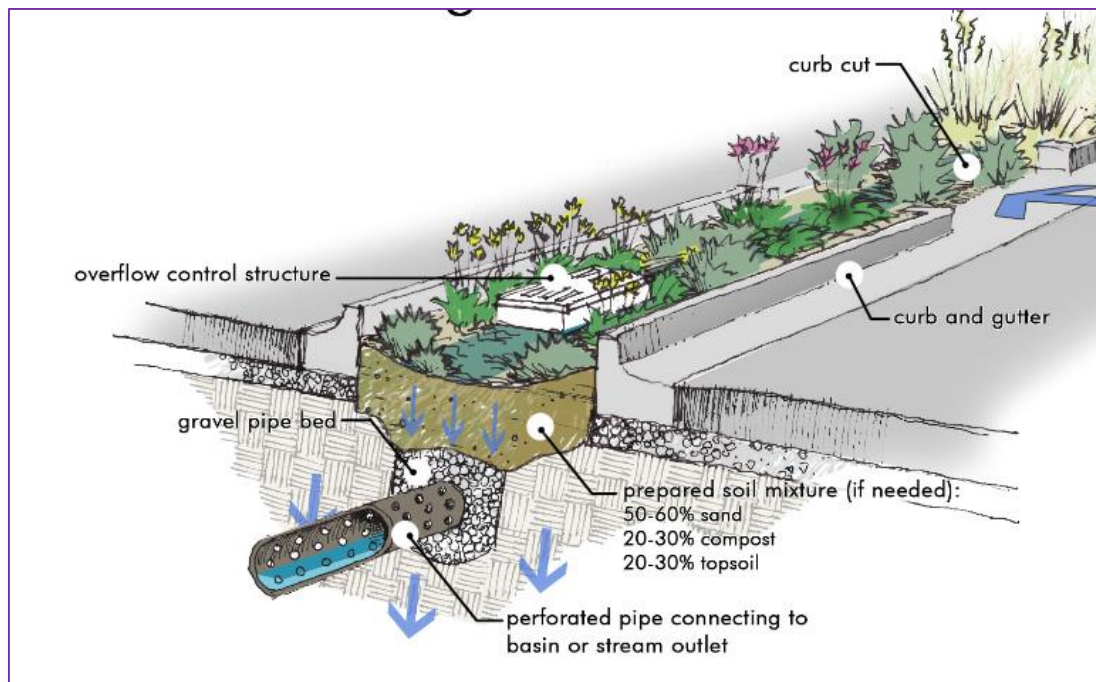 curb cut
overflow control structure
curb and gutter
gravel pipe bed
prepared soil mixture (if needed):
50-60% sand
20-30% compost
20-30% topsoil
perforated pipe connecting to
basin or stream outlet